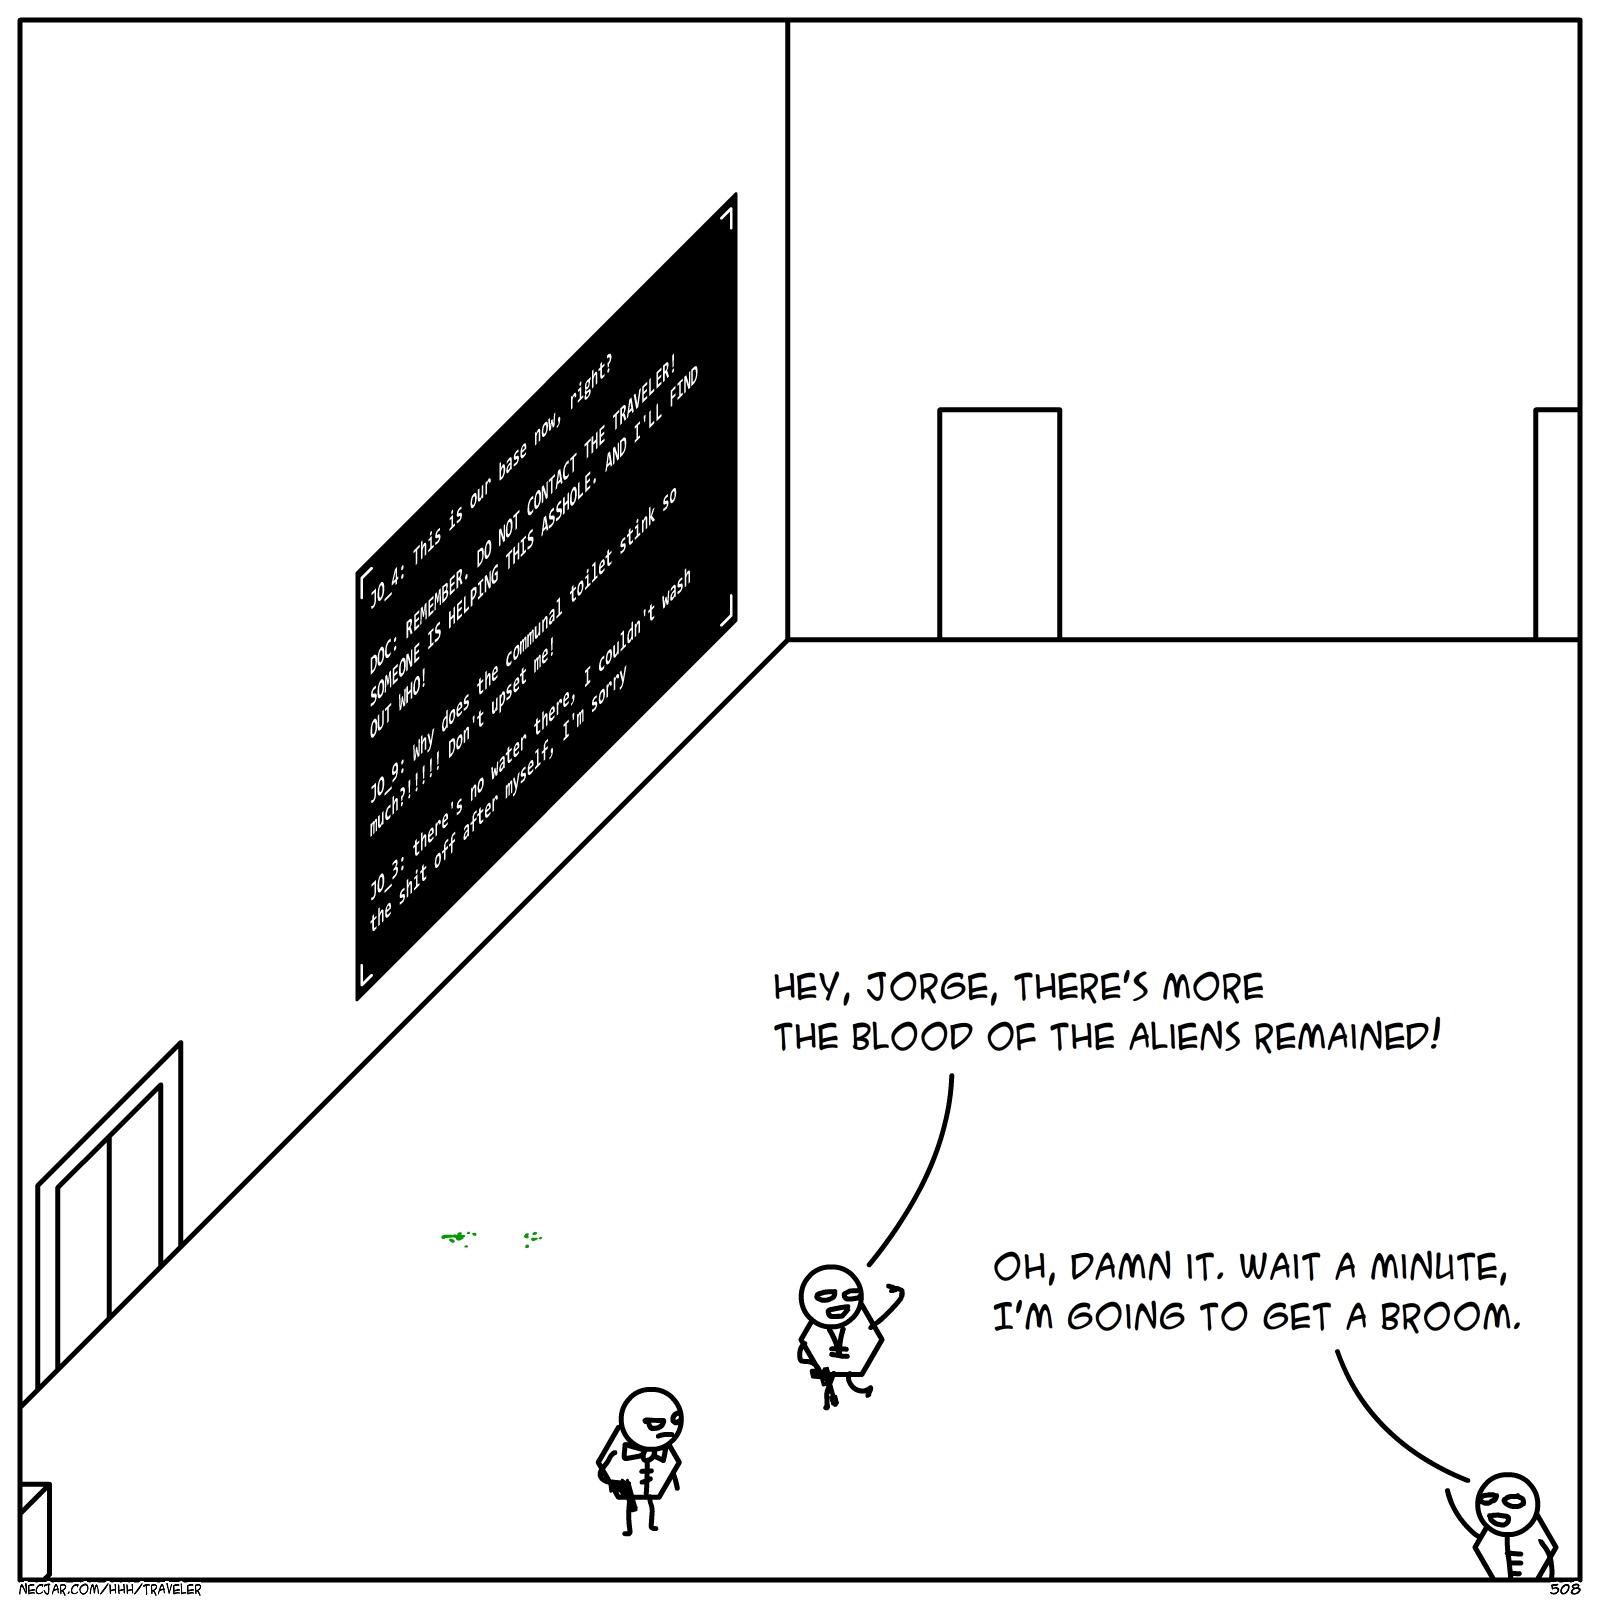 JO_4: This is our base now, right?
DOC: REMEMBER. DO NOT CONTACT THE TRAVELER!
SOMEONE IS HELPING THIS ASSHOLE. AND I'LL FIND
OUT WHO!
JO_9: Why does the communal toilet stink so
much?!!!!! Don't upset me!
JO_3: there's no water there, I couldn't wash
the shit off after myself, I'm sorry
HEY, JORGE, THERE'S MORE
THE BLOOD OF THE ALIENS REMAINED!
OH, DAMN IT. WAIT A MINUTE,
I'M GOING TO GET A BROOM.
NECJAR.COM/HHH/TRAVELER
508